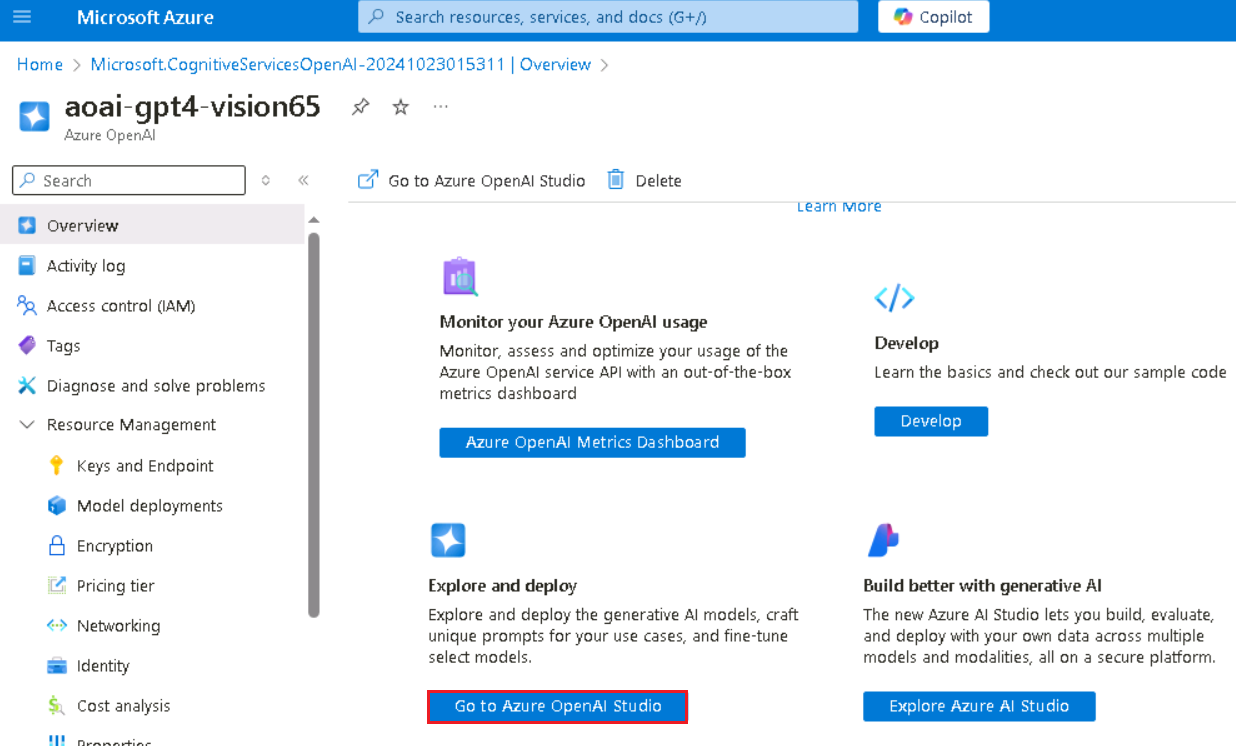 Microsoft Azure
Search resources, services, and docs (G+/)
Copilot
Home > Microsoft.CognitiveServicesOpenAI-20241023015311 | Overview >
aoai-gpt4-vision65
Azure OpenAI
Search
Go to Azure OpenAI Studio
Delete
Learn More
Overview
Activity log
Access control (IAM)
Tags
Diagnose and solve problems
Resource Management
Keys and Endpoint
Model deployments
Encryption
Pricing tier
Networking
Identity
Cost analysis
Properties
Monitor your Azure OpenAI usage
Monitor, assess and optimize your usage of the
Azure OpenAI service API with an out-of-the-box
metrics dashboard
Azure OpenAI Metrics Dashboard
Develop
Learn the basics and check out our sample code
Develop
Explore and deploy
Explore and deploy the generative AI models, craft
unique prompts for your use cases, and fine-tune
select models.
Go to Azure OpenAI Studio
Build better with generative AI
The new Azure AI Studio lets you build, evaluate,
and deploy with your own data across multiple
models and modalities, all on a secure platform.
Explore Azure AI Studio